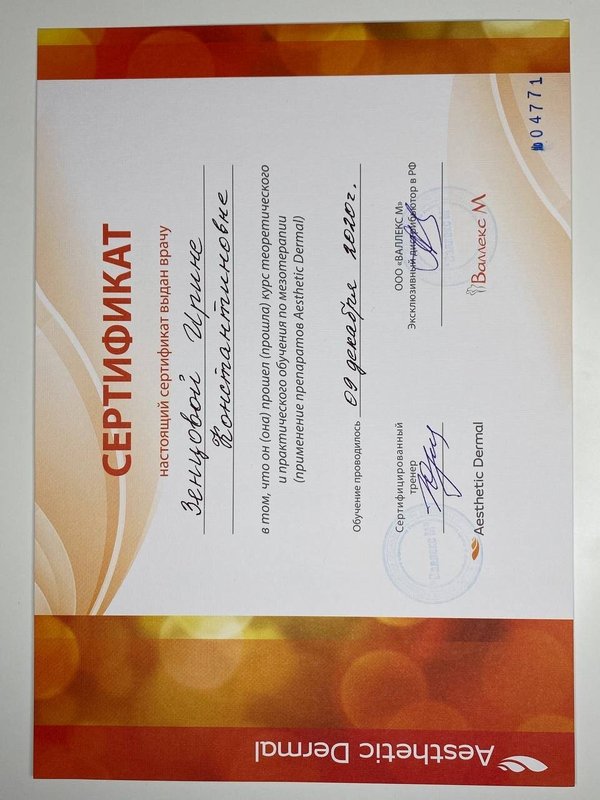 СЕРТИФИКАТ
настоящий сертификат выдан врачу
Зенцовой Ирине
Константиновне
в том, что он (она) прошел (прошла) курс теоретического
и практического обучения по мезотерапии
(применение препаратов Aesthetic Dermal)
Обучение проводилось 09 декабря 2020г.
Сертифицированный
тренер
ООО «ВАЛЛЕКС М»
Эксклюзивный дистрибьютор в РФ
Aesthetic Dermal
Валлекс М
№04771
Aesthetic Dermal